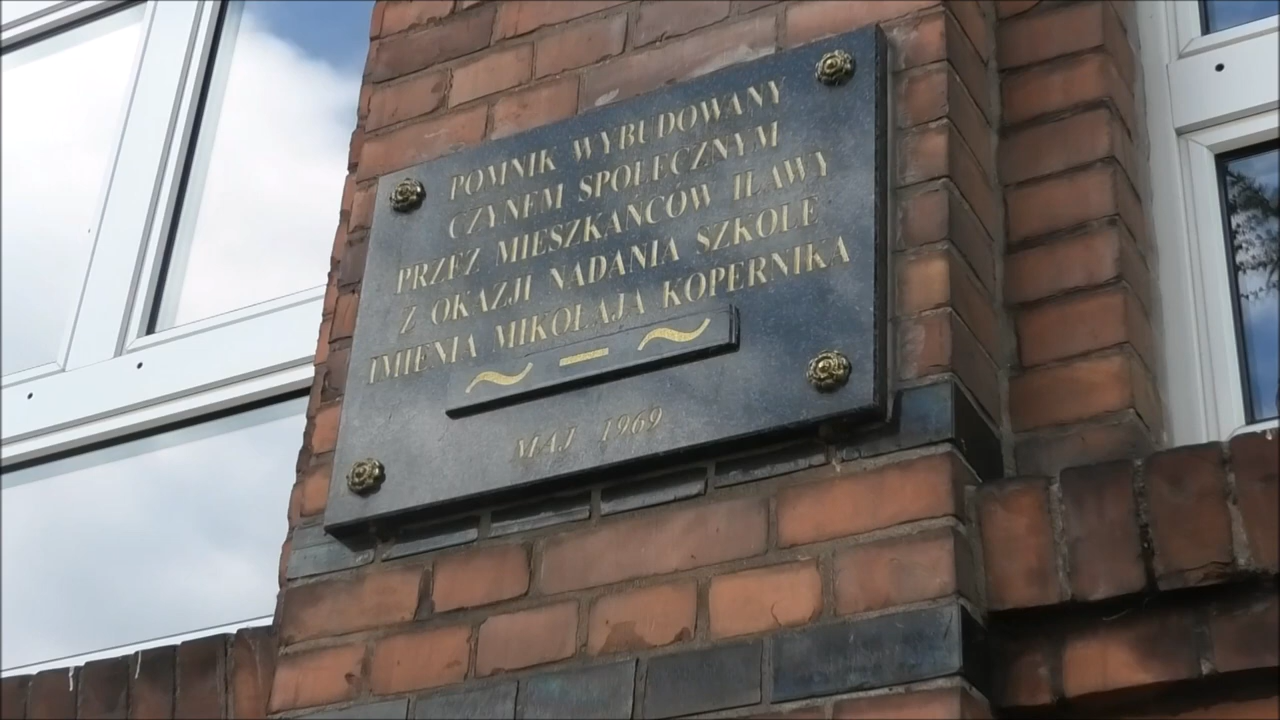 POMNIK WYBUDOWANY
CZYNEM SPOŁECZNYM
PRZEZ MIESZKAŃCÓW IŁAWY
Z OKAZJI NADANIA SZKOLE
IMIENIA MIKOŁAJA KOPERNIKA
MAJ 1969